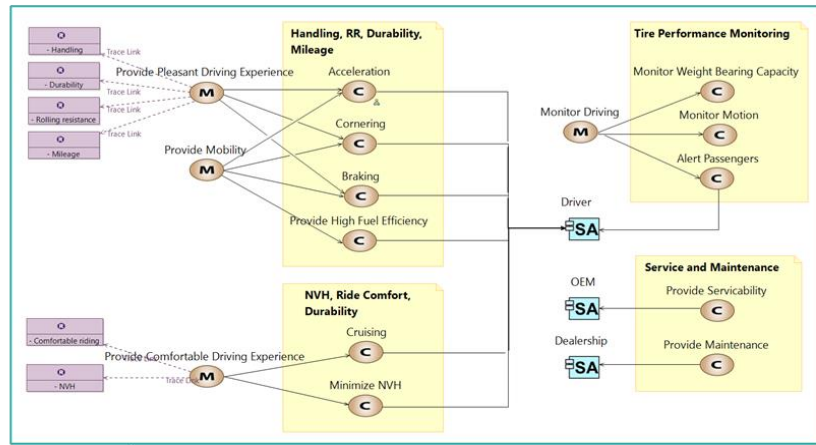 Handling, RR, Durability,
Mileage
Tire Performance Monitoring
O
- Handling
Trace Link
O
- Durability
Trace Link
O
- Rolling resistance
Trace Link
O
- Mileage
Trace Link
Provide Pleasant Driving Experience
M
Provide Mobility
M
Acceleration
C
Cornering
C
Braking
C
Provide High Fuel Efficiency
C
Monitor Driving
M
Monitor Weight Bearing Capacity
C
Monitor Motion
C
Alert Passengers
C
Driver
SA
NVH, Ride Comfort,
Durability
Service and Maintenance
O
- Comfortable riding
O
- NVH
Trace Link
Provide Comfortable Driving Experience
M
Cruising
C
Minimize NVH
C
OEM
SA
Provide Servicability
C
Dealership
SA
Provide Maintenance
C